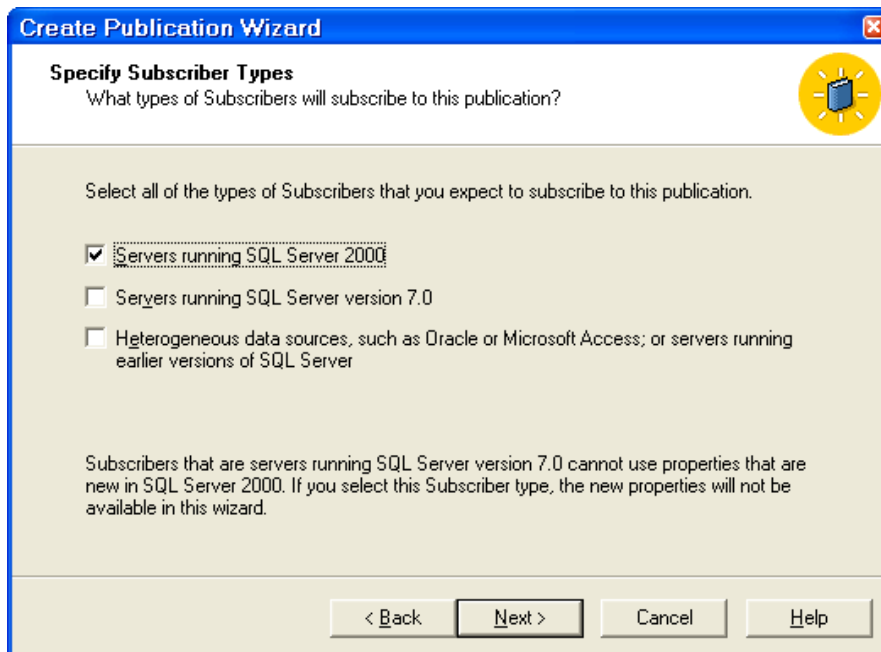 Create Publication Wizard
Specify Subscriber Types
What types of Subscribers will subscribe to this publication?
Select all of the types of Subscribers that you expect to subscribe to this publication.
Servers running SQL Server 2000
Servers running SQL Server version 7.0
Heterogeneous data sources, such as Oracle or Microsoft Access; or servers running
earlier versions of SQL Server
Subscribers that are servers running SQL Server version 7.0 cannot use properties that are
new in SQL Server 2000. If you select this Subscriber type, the new properties will not be
available in this wizard.
< Back Next > Cancel Help